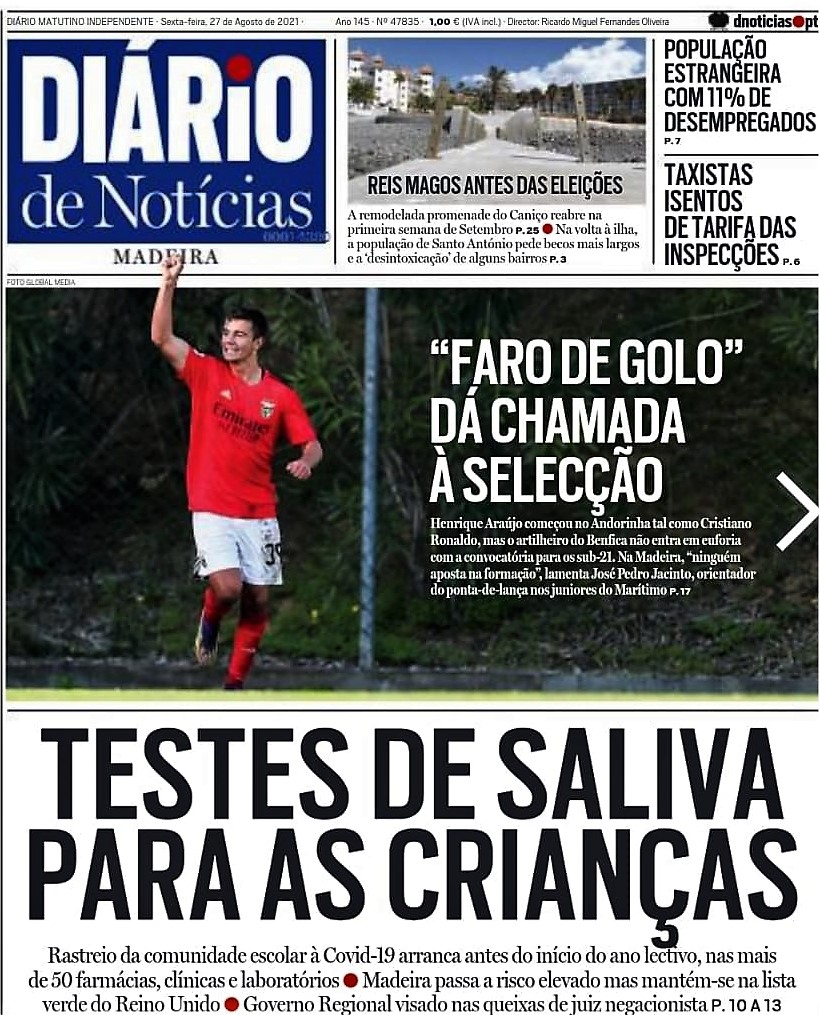 DIÁRIO MATUTINO INDEPENDENTE · Sexta-feira, 27 de Agosto de 2021 · Ano 145 · Nº 47835 · 1,00 € (IVA incl.) · Director: Ricardo Miguel Fernandes Oliveira
dnoticias.pt
DIÁRIO
de Notícias
MADEIRA
REIS MAGOS ANTES DAS ELEIÇÕES
A remodelada promenade do Caniço reabre na
primeira semana de Setembro P. 25 ● Na volta à ilha,
a população de Santo António pede becos mais largos
e a ‘desintoxicação’ de alguns bairros P. 3
POPULAÇÃO
ESTRANGEIRA
COM 11% DE
DESEMPREGADOS
P. 7
TAXISTAS
ISENTOS
DE TARIFA DAS
INSPECÇÕES P. 6
FOTO GLOBAL MEDIA
“FARO DE GOLO”
DÁ CHAMADA
À SELECÇÃO
Henrique Araújo começou no Andorinha tal como Cristiano
Ronaldo, mas o artilheiro do Benfica não entra em euforia
com a convocatória para os sub-21. Na Madeira, “ninguém
aposta na formação”, lamenta José Pedro Jacinto, orientador
do ponta-de-lança nos juniores do Marítimo P. 17
Emirates
39
TESTES DE SALIVA
PARA AS CRIANÇAS
Rastreio da comunidade escolar à Covid-19 arranca antes do início do ano lectivo, nas mais
de 50 farmácias, clínicas e laboratórios ● Madeira passa a risco elevado mas mantém-se na lista
verde do Reino Unido ● Governo Regional visado nas queixas de juiz negacionista P. 10 A 13